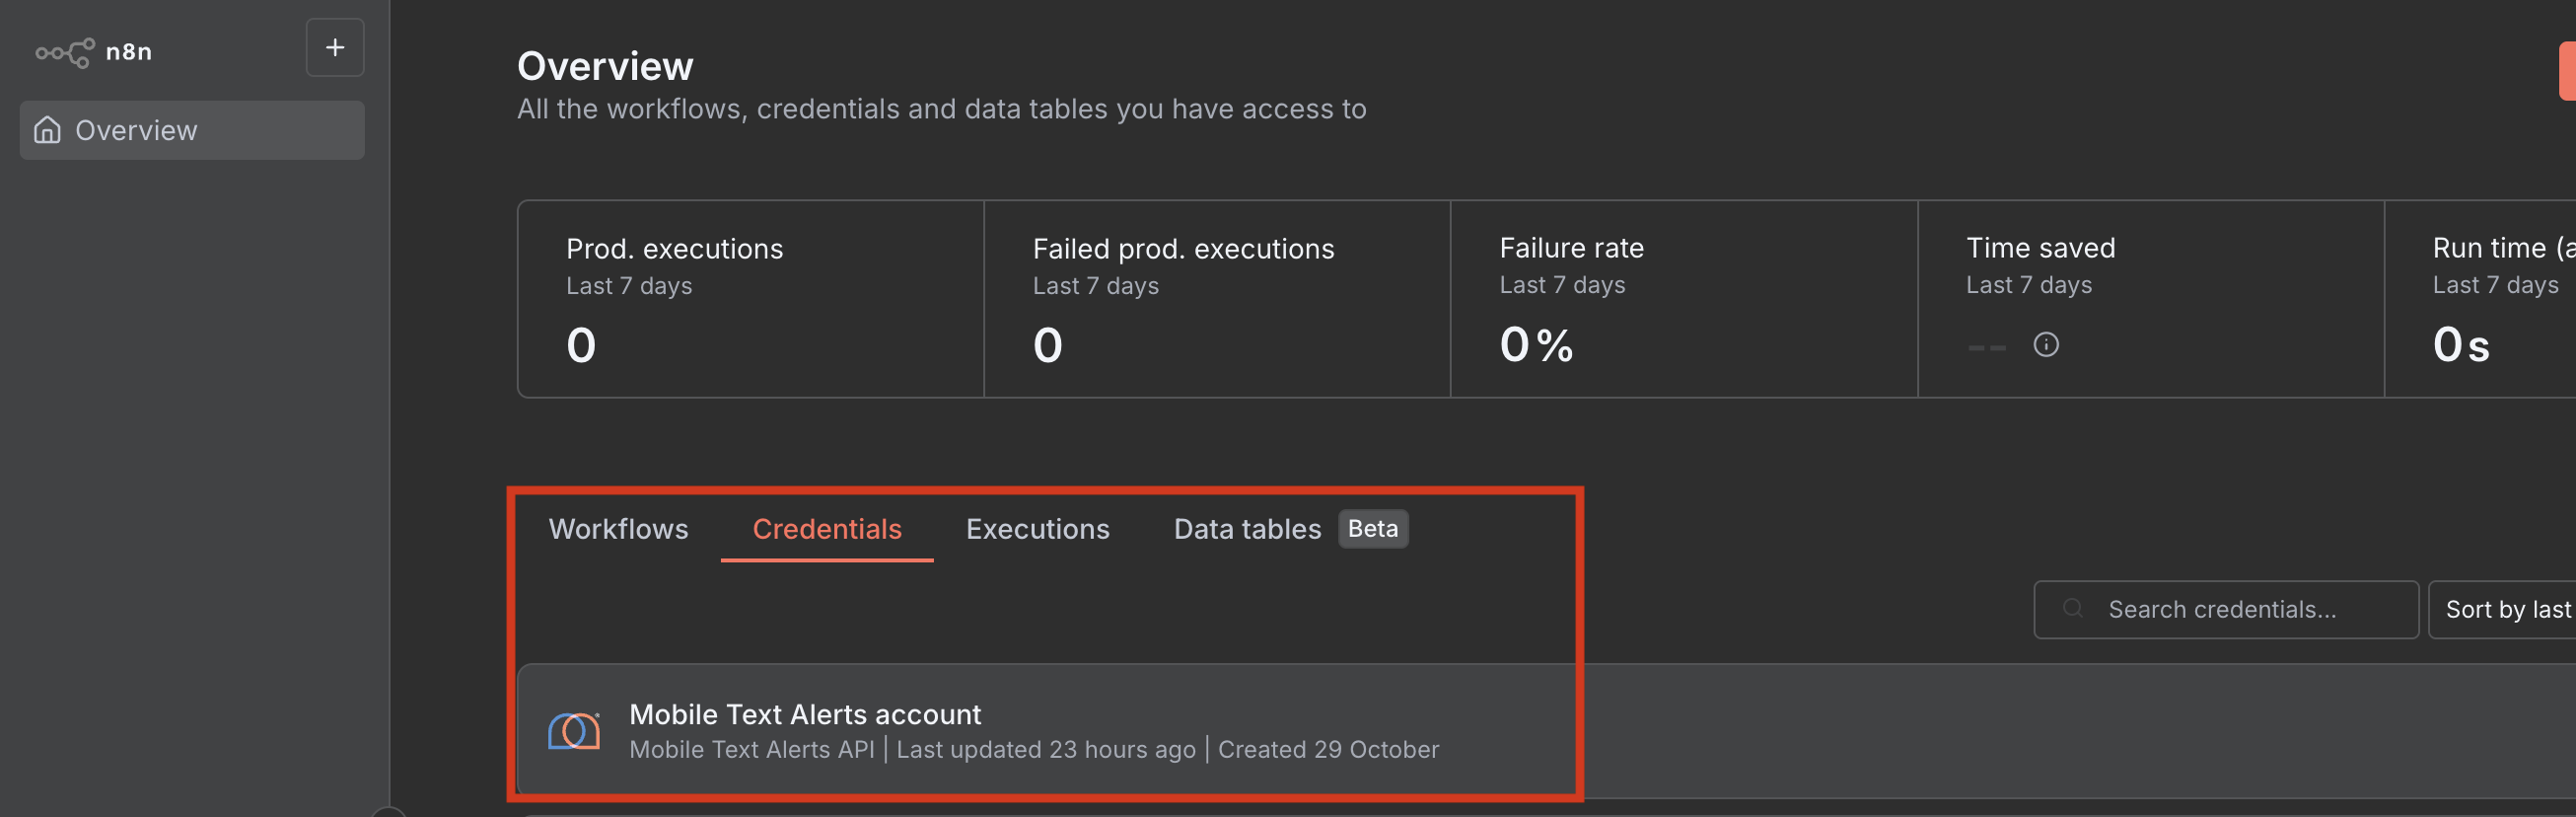 n8n
+
Overview
Overview
All the workflows, credentials and data tables you have access to
Prod. executions
Last 7 days
0
Failed prod. executions
Last 7 days
0
Failure rate
Last 7 days
0%
Time saved
Last 7 days
--
Run time (a
Last 7 days
0s
Workflows
Credentials
Executions
Data tables Beta
Search credentials...
Sort by last
Mobile Text Alerts account
Mobile Text Alerts API | Last updated 23 hours ago | Created 29 October